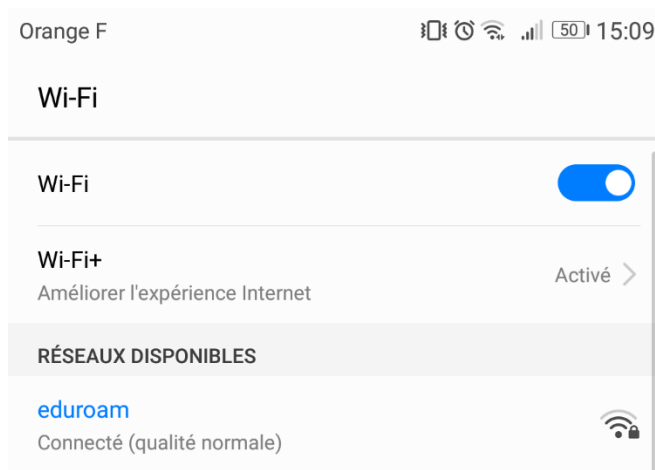 Orange F 50 15:09
Wi-Fi
Wi-Fi
Wi-Fi+
Améliorer l'expérience Internet
Activé
RÉSEAUX DISPONIBLES
eduroam
Connecté (qualité normale)